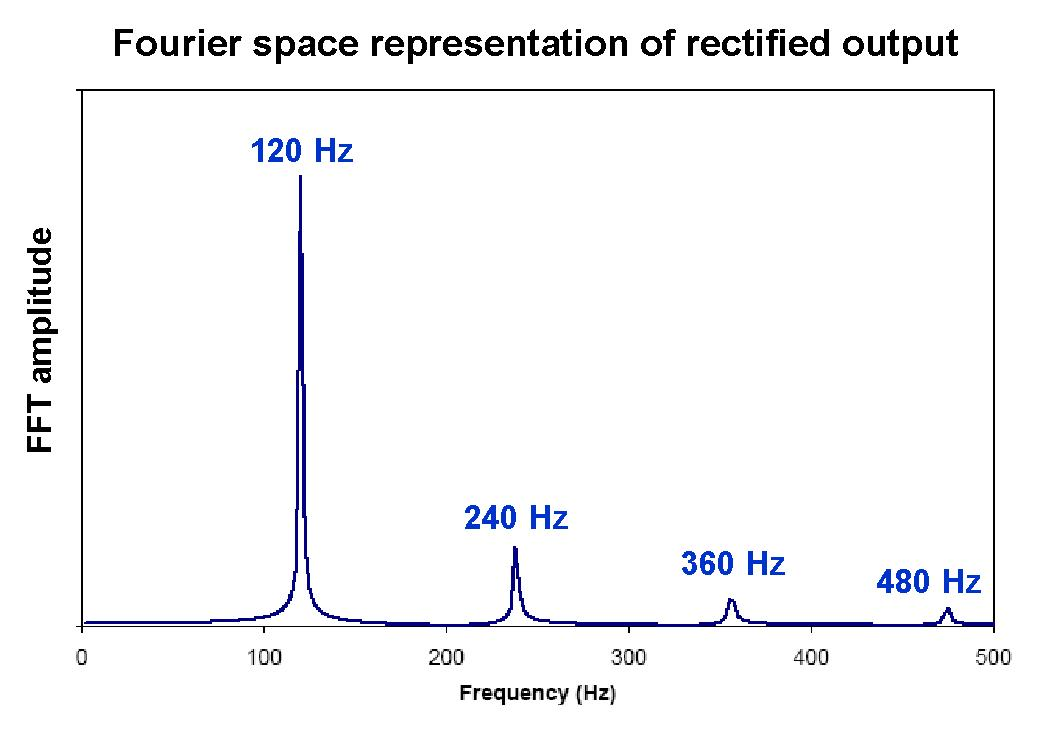 Fourier space representation of rectified output
120 Hz
FFT amplitude
240 Hz
360 Hz
480 Hz
0 100 200 300 400 500
Frequency (Hz)